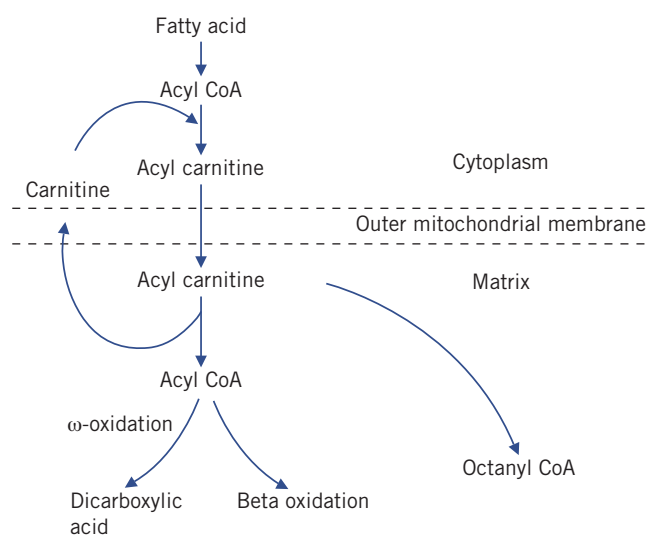 Fatty acid
Acyl CoA
Acyl carnitine
Cytoplasm
Carnitine
Outer mitochondrial membrane
Acyl carnitine
Matrix
Acyl CoA
ω-oxidation
Octanyl CoA
Dicarboxylic
acid
Beta oxidation